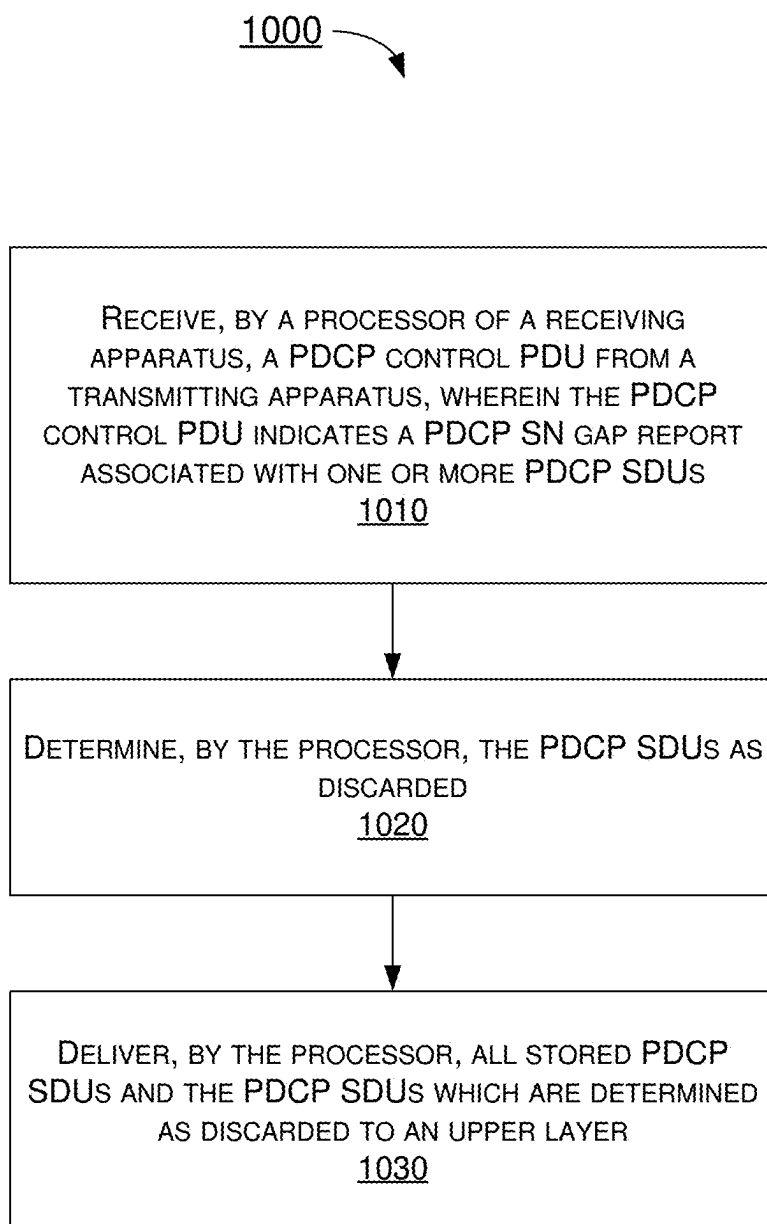 1000
RECEIVE, BY A PROCESSOR OF A RECEIVING
APPARATUS, A PDCP CONTROL PDU FROM A
TRANSMITTING APPARATUS, WHEREIN THE PDCP
CONTROL PDU INDICATES A PDCP SN GAP REPORT
ASSOCIATED WITH ONE OR MORE PDCP SDUS
1010
DETERMINE, BY THE PROCESSOR, THE PDCP SDUS AS
DISCARDED
1020
DELIVER, BY THE PROCESSOR, ALL STORED PDCP
SDUS AND THE PDCP SDUS WHICH ARE DETERMINED
AS DISCARDED TO AN UPPER LAYER
1030